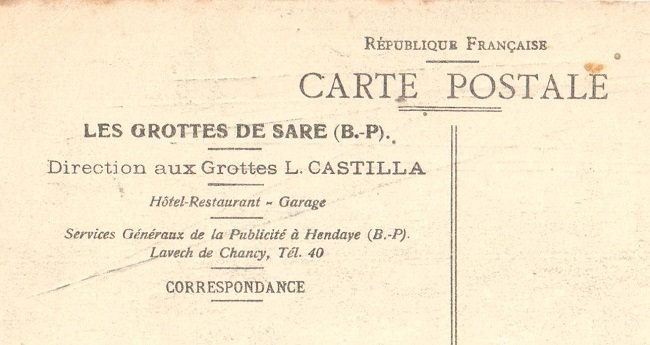 RÉPUBLIQUE FRANÇAISE
CARTE POSTALE
LES GROTTES DE SARE (B.-P).
Direction aux Grottes L. CASTILLA
Hôtel-Restaurant - Garage
Services Généraux de la Publicité à Hendaye (B.-P).
Lavech de Chancy, Tél. 40
CORRESPONDANCE